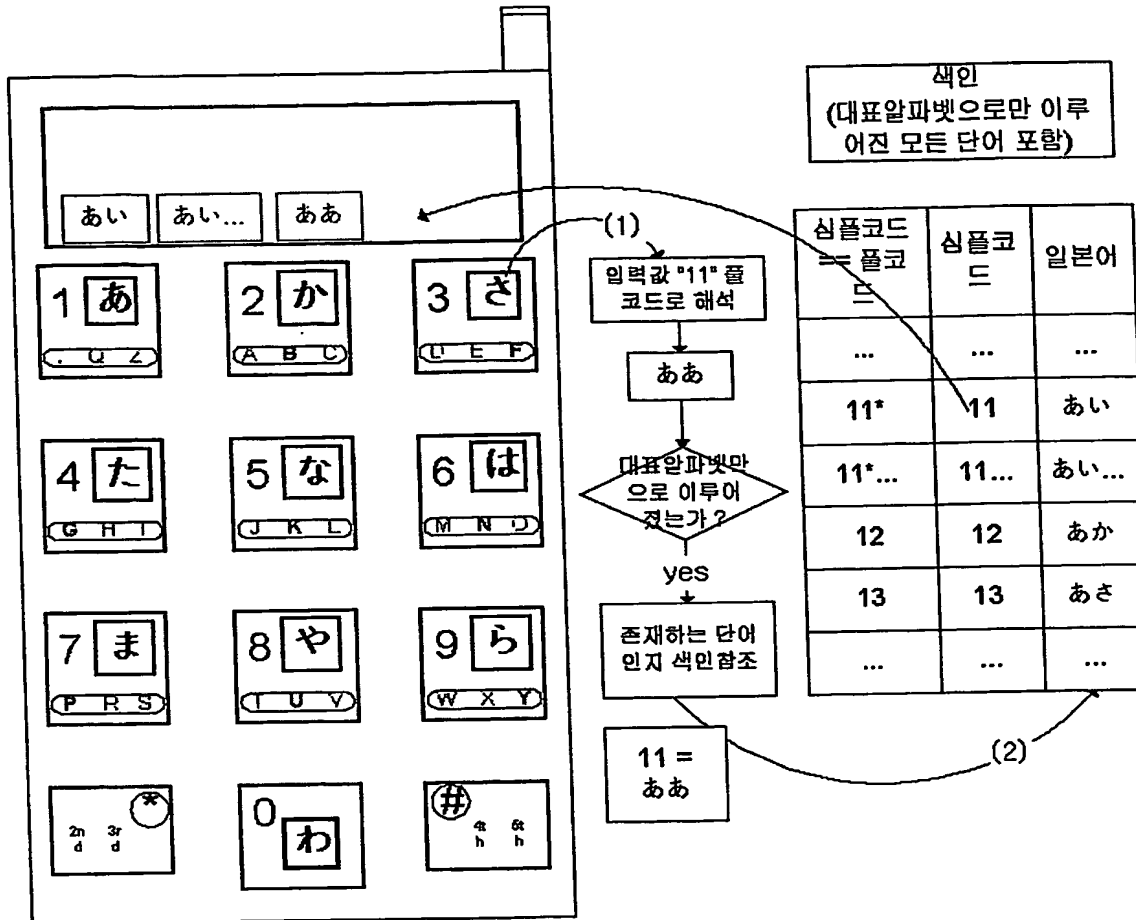 あい
あい...
ああ
1 あ
. Q Z
2 か
A B C
3 さ
D E F
4 た
G H I
5 な
J K L
6 は
M N O
7 ま
P R S
8 や
T U V
9 ら
W X Y
*
2n
d
3r
d
0
わ
#
4t
h
5t
h
(1)
입력값 "11" 풀
코드로 해석
ああ
대표알파벳만
으로 이루어
졌는가?
yes
존재하는 단어
인지 색인참조
11 =
ああ
(2)
색인
(대표알파벳으로만 이루
어진 모든 단어 포함)
심플코드
== 풀코
드
심플코
드
일본어
... ... ...
11* 11 あい
11*... 11... あい...
12 12 あか
13 13 あさ
... ... ...